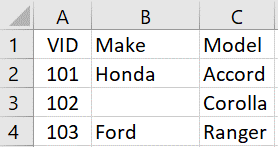 A B C
1 VID Make Model
2 101 Honda Accord
3 102 Corolla
4 103 Ford Ranger